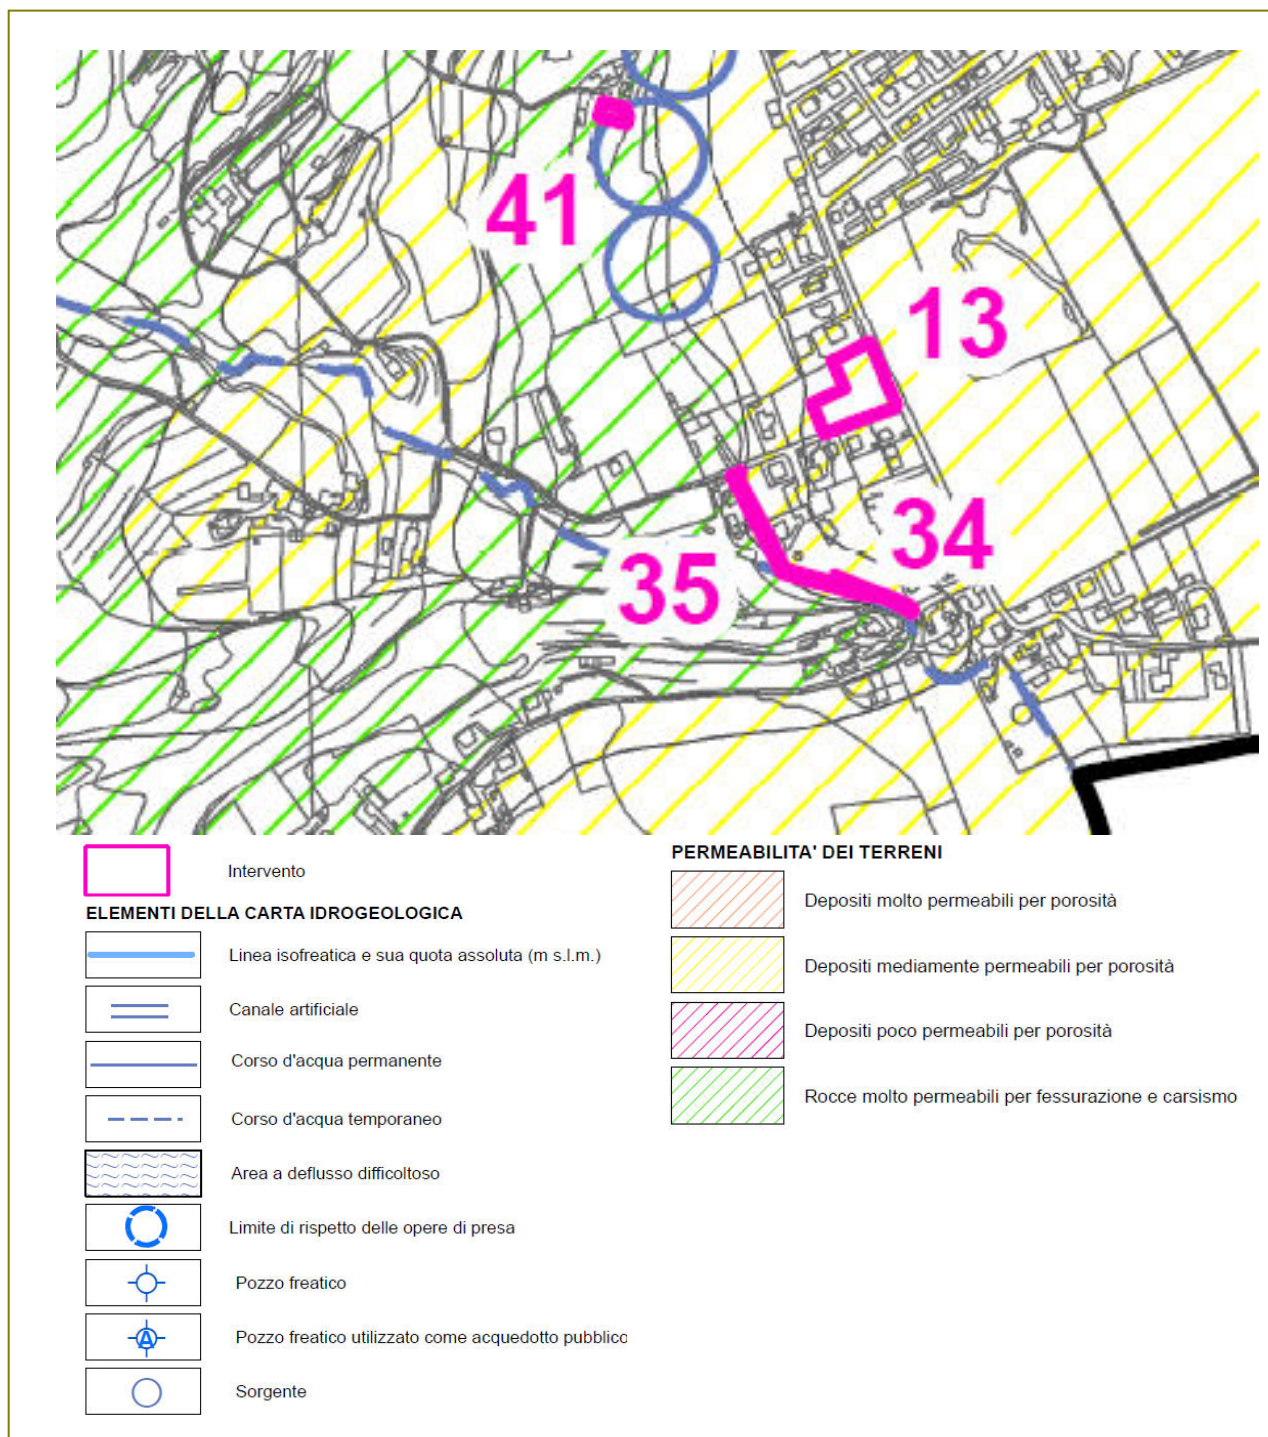 41
13
34
35
Intervento
ELEMENTI DELLA CARTA IDROGEOLOGICA
Linea isofreatica e sua quota assoluta (m s.l.m.)
Canale artificiale
Corso d'acqua permanente
Corso d'acqua temporaneo
Area a deflusso difficoltoso
Limite di rispetto delle opere di presa
Pozzo freatico
A
Pozzo freatico utilizzato come acquedotto pubblico
Sorgente
PERMEABILITA' DEI TERRENI
Depositi molto permeabili per porosità
Depositi mediamente permeabili per porosità
Depositi poco permeabili per porosità
Rocce molto permeabili per fessurazione e carsismo